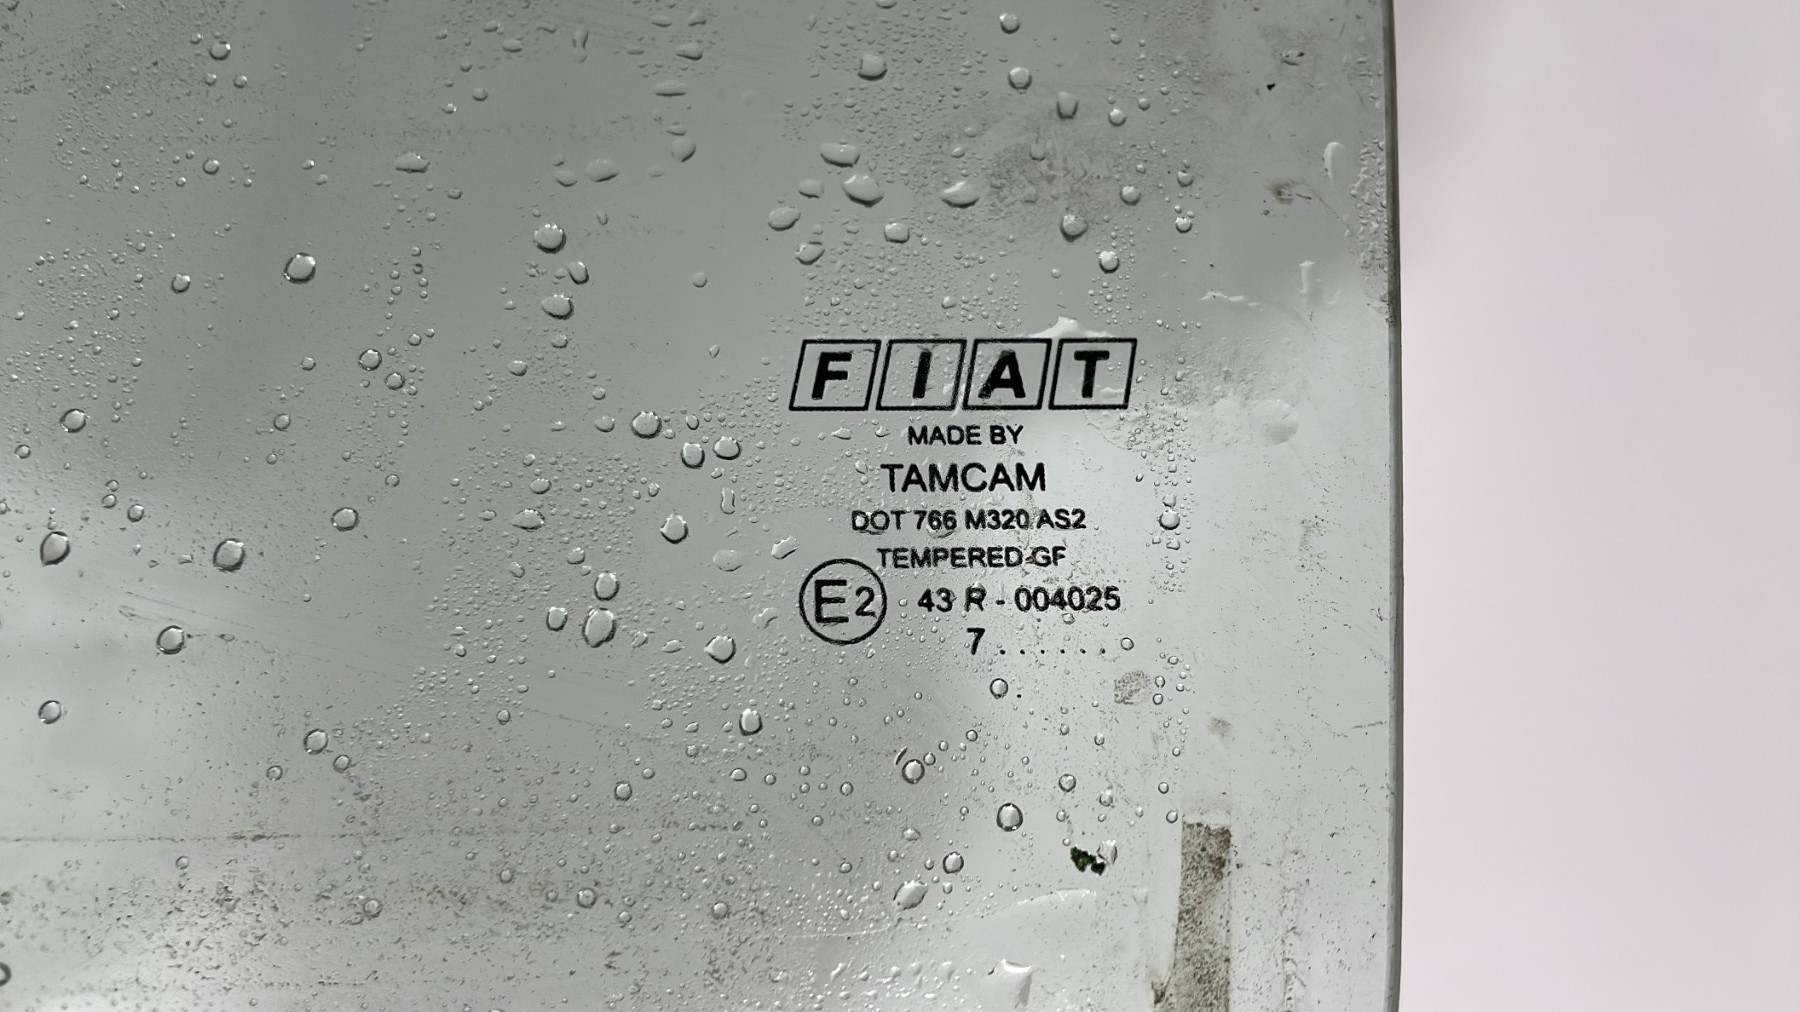 FIAT
MADE BY
TAMCAM
DOT 766 M320 AS2
TEMPERED GF
E2 43 R - 004025
7 . . . . . .
.